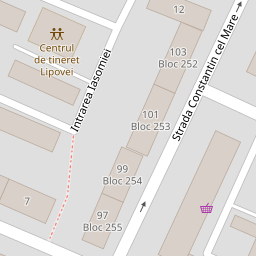 12
103
Bloc 252
Centrul
de tineret
Lipovei
Intrarea Iasomiei
Strada Constantin cel Mare
101
Bloc 253
99
Bloc 254
7
97
Bloc 255